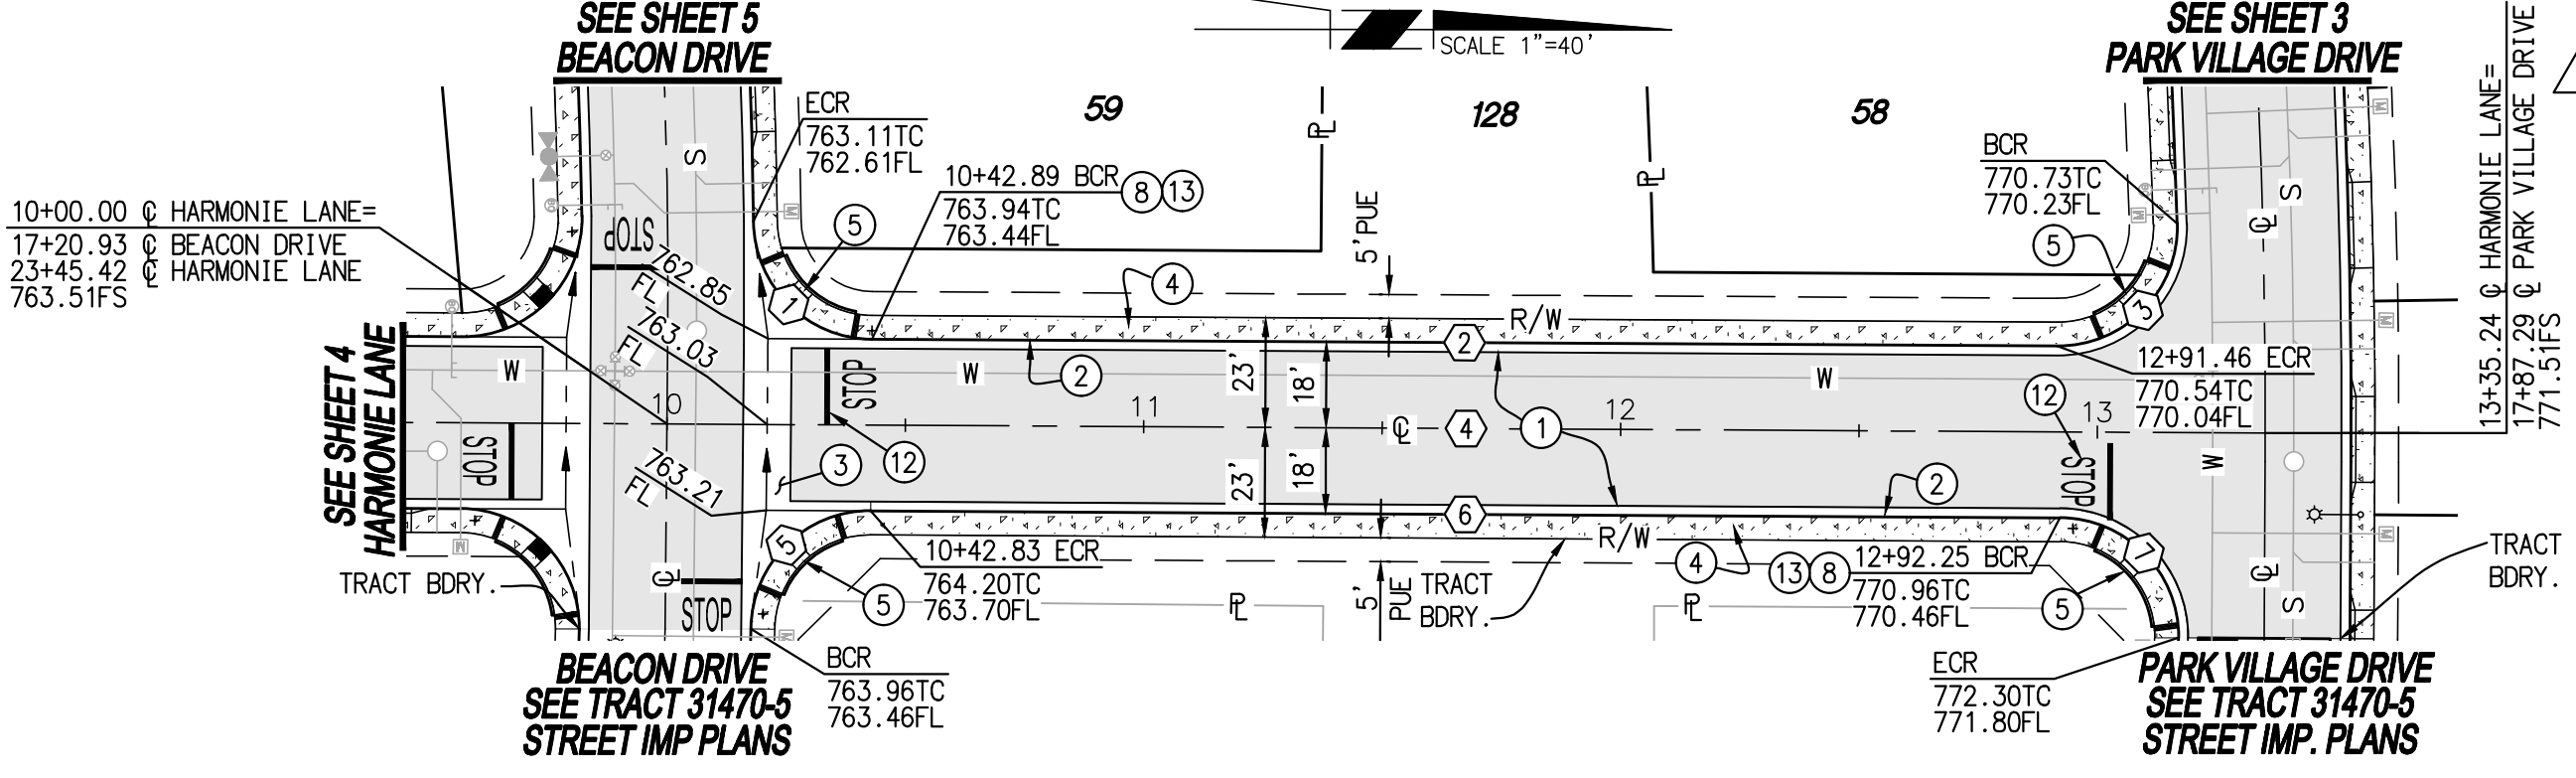 SEE SHEET 5
BEACON DRIVE
SCALE 1"=40'
SEE SHEET 3
PARK VILLAGE DRIVE
13+35.24 ℄ HARMONIE LANE=
17+87.29 ℄ PARK VILLAGE DRIVE
771.51FS
59
128
58
ECR
763.11TC
762.61FL
10+42.89 BCR
8
13
763.94TC
763.44FL
5
BCR
770.73TC
770.23FL
5
10+00.00 ℄ HARMONIE LANE=
17+20.93 ℄ BEACON DRIVE
23+45.42 ℄ HARMONIE LANE
763.51FS
S
S
℄
PL
PL
5'PUE
4
STOP
762.85
FL
763.03
FL
763.21
FL
1
3
R/W
2
2
SEE SHEET 4
HARMONIE LANE
W
W
W
W
STOP
STOP
STOP
STOP
10
11
12
13
23'
18'
23'
18'
℄
4
1
12
12
12+91.46 ECR
770.54TC
770.04FL
3
2
6
R/W
5
10+42.83 ECR
764.20TC
763.70FL
5
4
13
8
12+92.25 BCR
770.96TC
770.46FL
7
5
TRACT BDRY.
℄
PL
5'
PUE
TRACT
BDRY.
PL
℄
S
TRACT
BDRY.
BCR
763.96TC
763.46FL
ECR
772.30TC
771.80FL
BEACON DRIVE
SEE TRACT 31470-5
STREET IMP PLANS
PARK VILLAGE DRIVE
SEE TRACT 31470-5
STREET IMP. PLANS